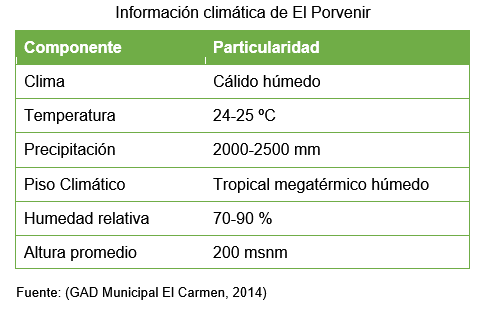 Información climática de El Porvenir
Componente Particularidad
Clima Cálido húmedo
Temperatura 24-25 ºC
Precipitación 2000-2500 mm
Piso Climático Tropical megatérmico húmedo
Humedad relativa 70-90 %
Altura promedio 200 msnm
Fuente: (GAD Municipal El Carmen, 2014)